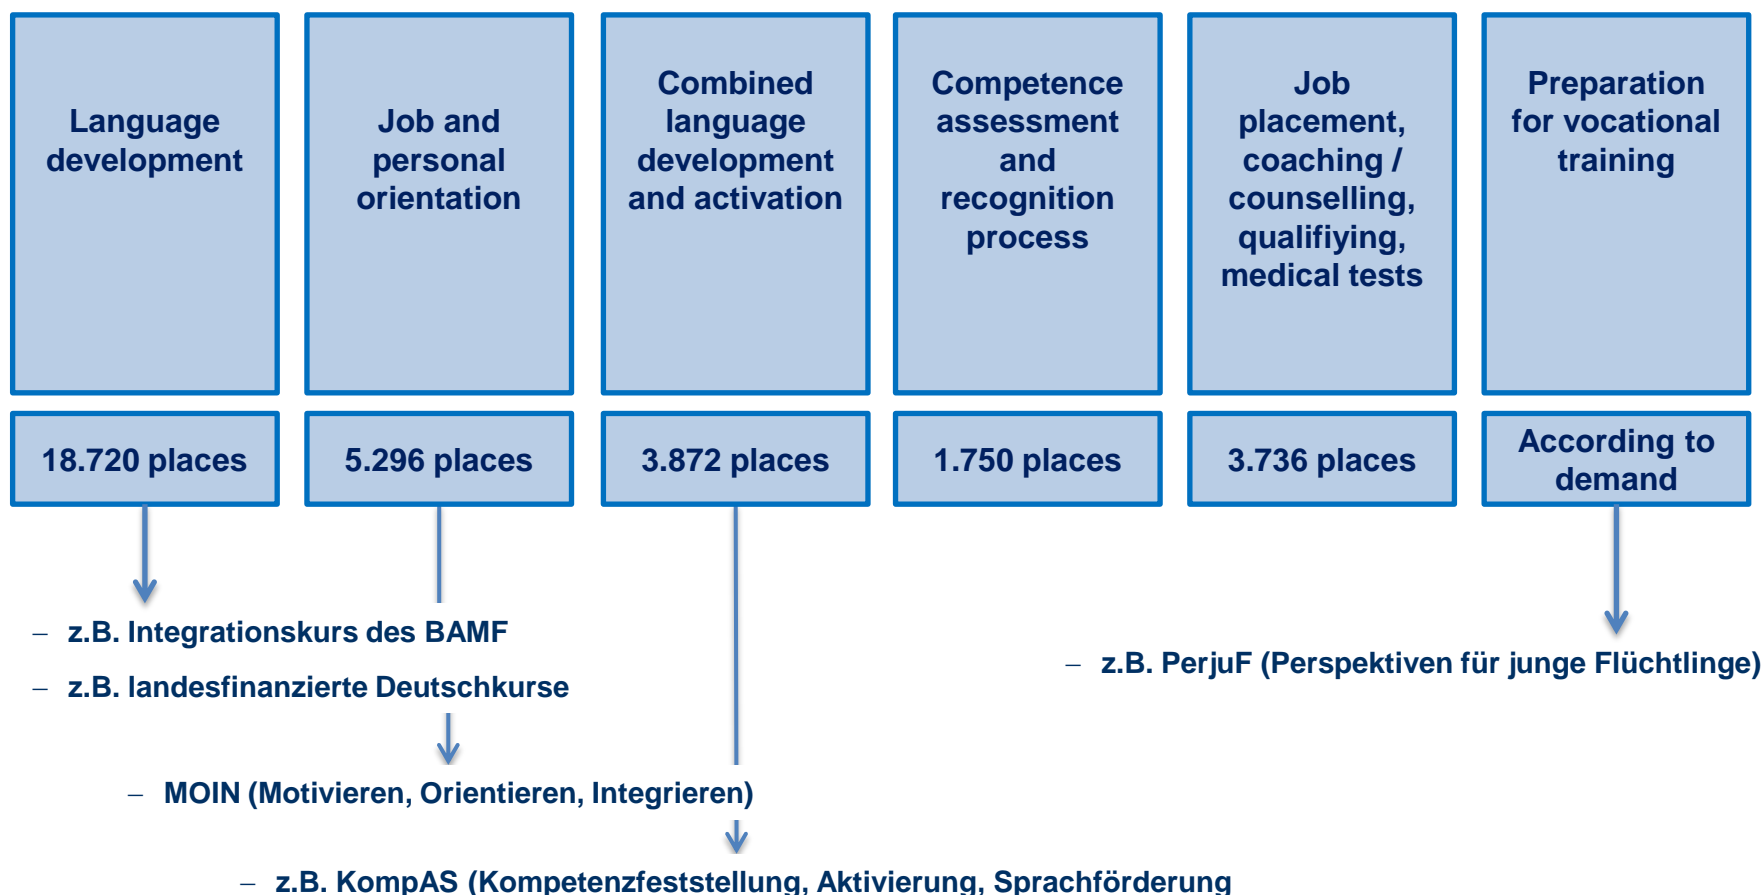 Language
development
Job and
personal
orientation
Combined
language
development
and activation
Competence
assessment
and
recognition
process
Job
placement,
coaching /
counselling,
qualifiying,
medical tests
Preparation
for vocational
training
18.720 places
5.296 places
3.872 places
1.750 places
3.736 places
According to
demand
– z.B. Integrationskurs des BAMF
– z.B. landesfinanzierte Deutschkurse
– z.B. PerjuF (Perspektiven für junge Flüchtlinge)
– MOIN (Motivieren, Orientieren, Integrieren)
– z.B. KompAS (Kompetenzfeststellung, Aktivierung, Sprachförderung